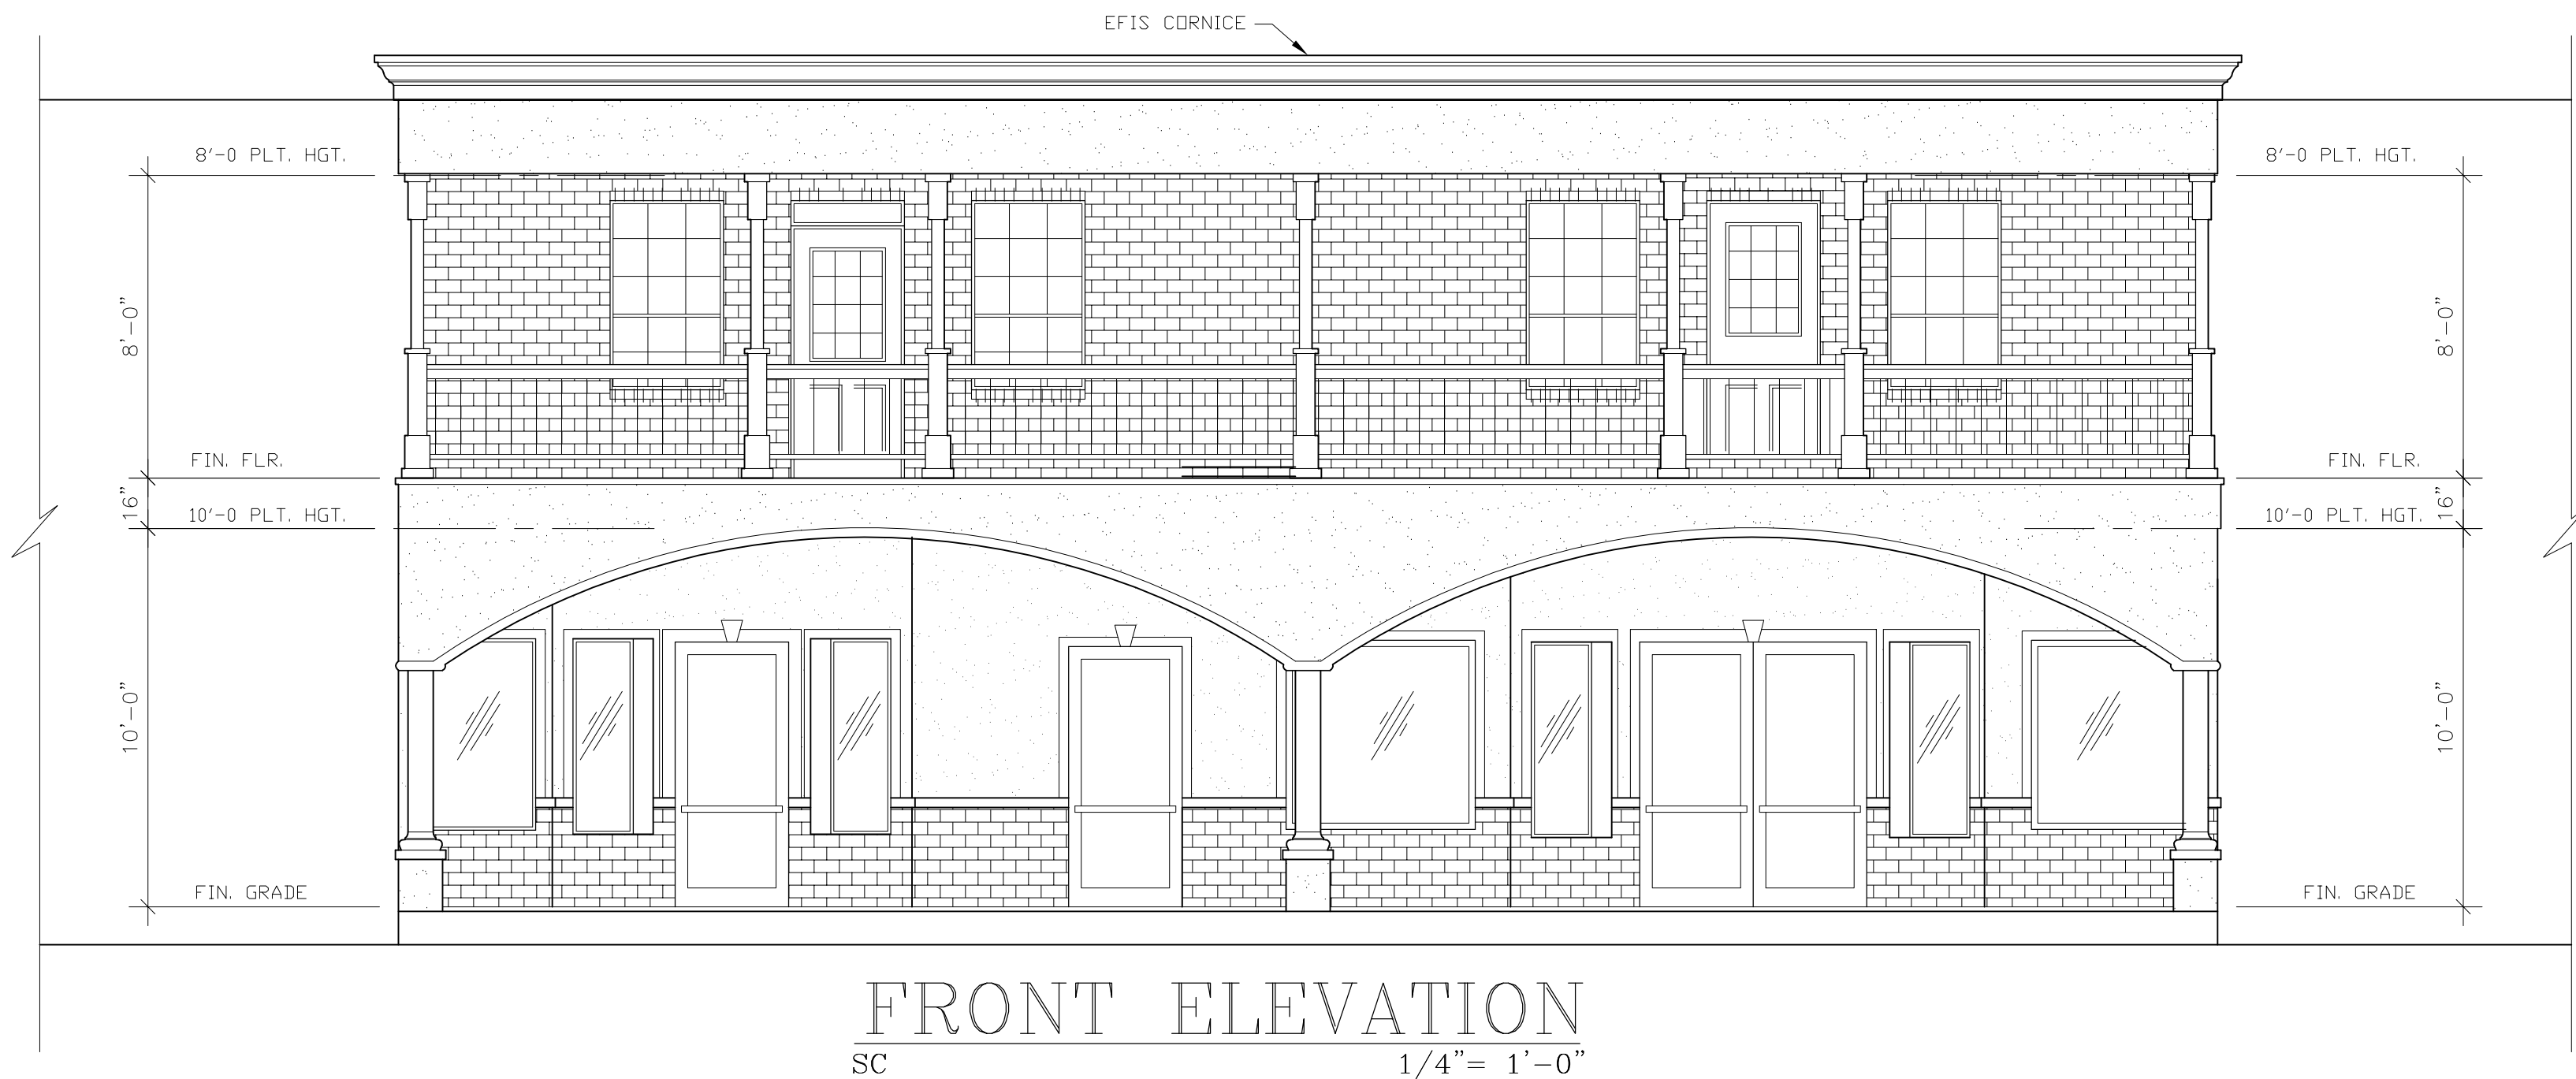 EFIS CORNICE
8'-0 PLT. HGT.
8'-0 PLT. HGT.
8'-0"
8'-0"
FIN. FLR.
FIN. FLR.
16"
16"
10'-0 PLT. HGT.
10'-0 PLT. HGT.
10'-0"
10'-0"
FIN. GRADE
FIN. GRADE
FRONT ELEVATION
SC 1/4"= 1'-0"